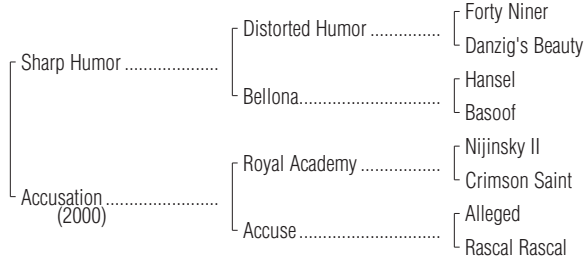 Forty Niner
Distorted Humor ................
Danzig's Beauty
Sharp Humor .....................
Hansel
Bellona................................
Basoof
Nijinsky II
Royal Academy ..................
Crimson Saint
Accusation .........................
(2000)
Alleged
Accuse ................................
Rascal Rascal